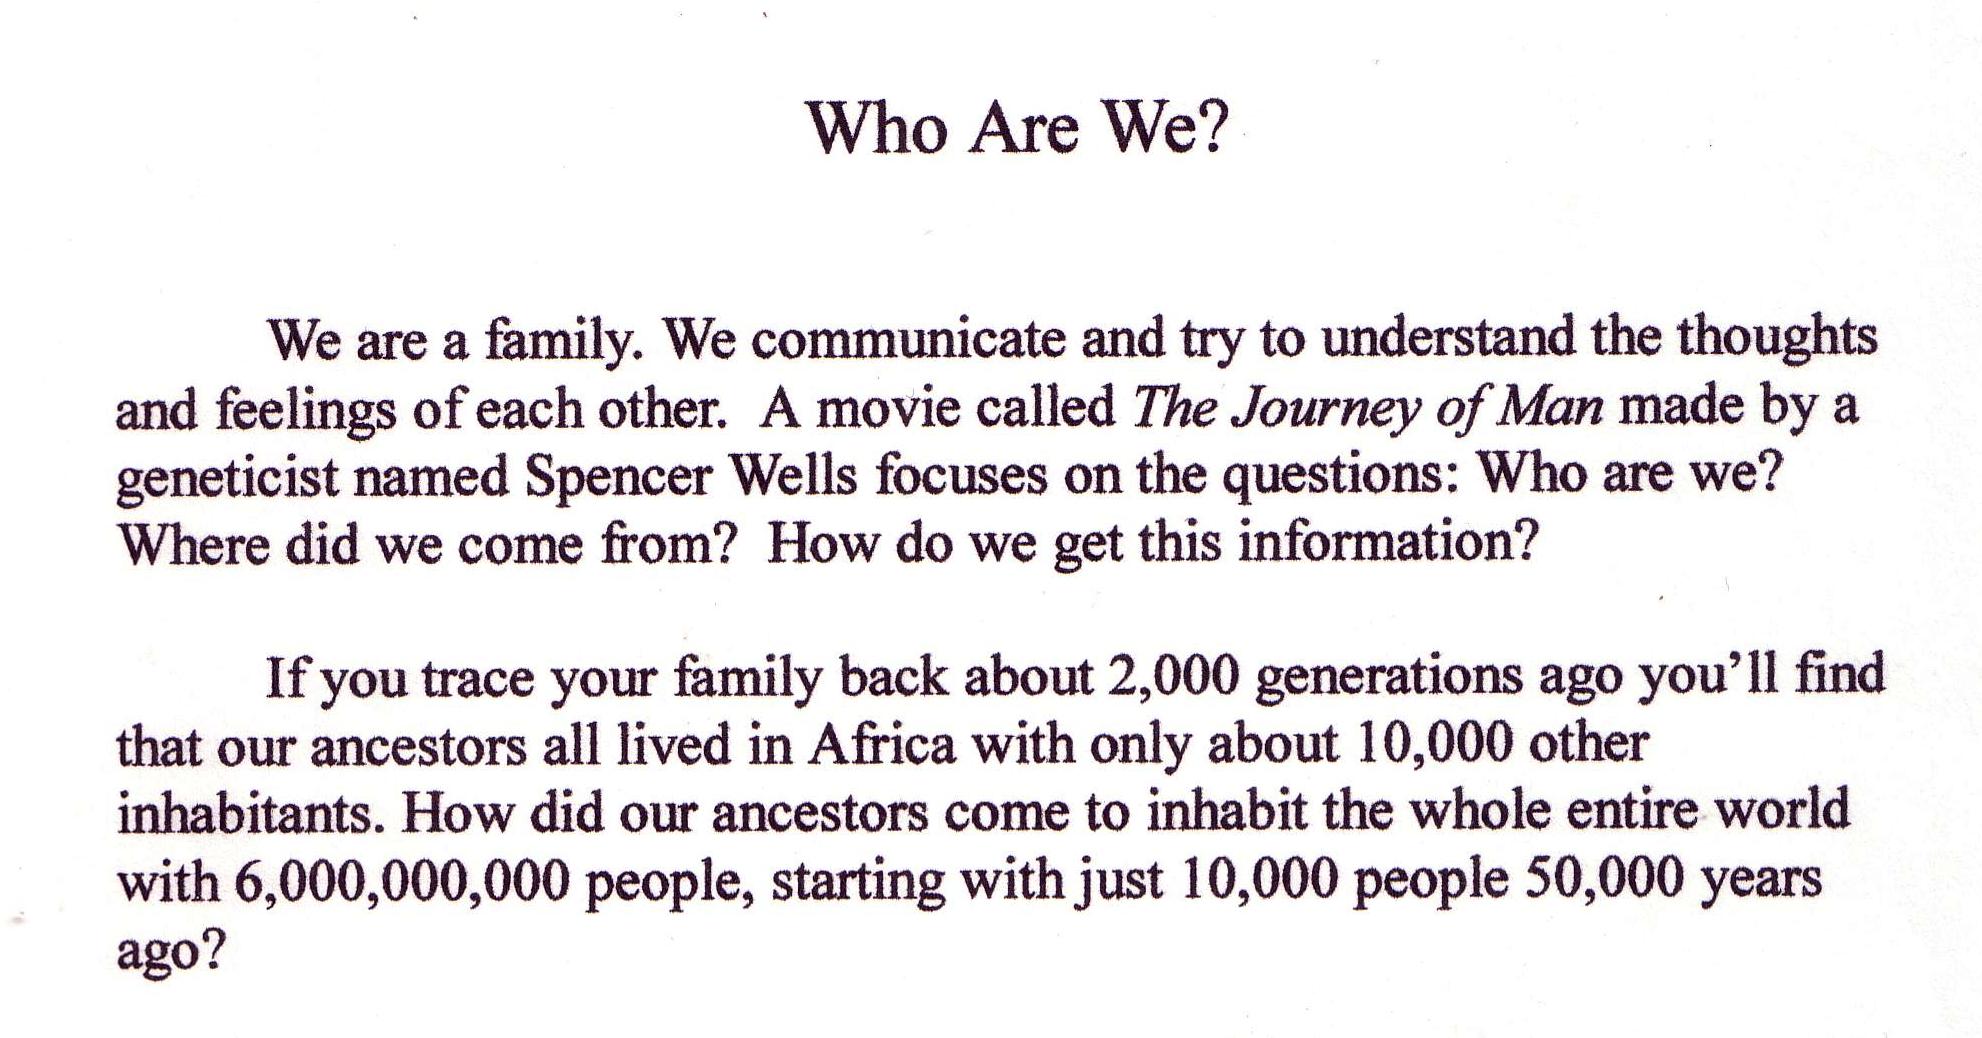 Who Are We?
We are a family. We communicate and try to understand the thoughts
and feelings of each other.  A movie called The Journey of Man made by a
geneticist named Spencer Wells focuses on the questions: Who are we?
Where did we come from?  How do we get this information?
If you trace your family back about 2,000 generations ago you’ll find
that our ancestors all lived in Africa with only about 10,000 other
inhabitants. How did our ancestors come to inhabit the whole entire world
with 6,000,000,000 people, starting with just 10,000 people 50,000 years
ago?